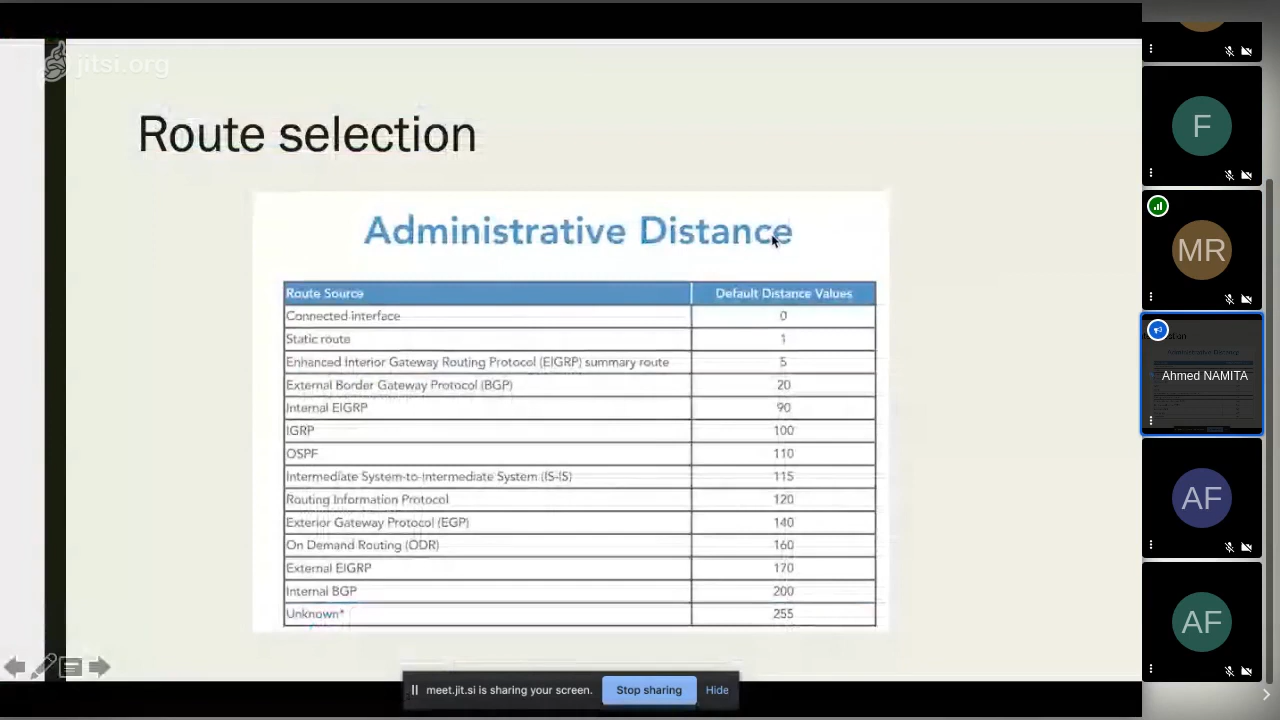 jitsi.org
Route selection
Administrative Distance
Route Source Default Distance Values
Connected interface 0
Static route 1
Enhanced Interior Gateway Routing Protocol (EIGRP) summary route 5
External Border Gateway Protocol (BGP) 20
Internal EIGRP 90
IGRP 100
OSPF 110
Intermediate System-to-Intermediate System (IS-IS) 115
Routing Information Protocol 120
Exterior Gateway Protocol (EGP) 140
On Demand Routing (ODR) 160
External EIGRP 170
Internal BGP 200
Unknown* 255
meet.jit.si is sharing your screen. Stop sharing Hide
F
MR
Ahmed NAMITA
AF
AF